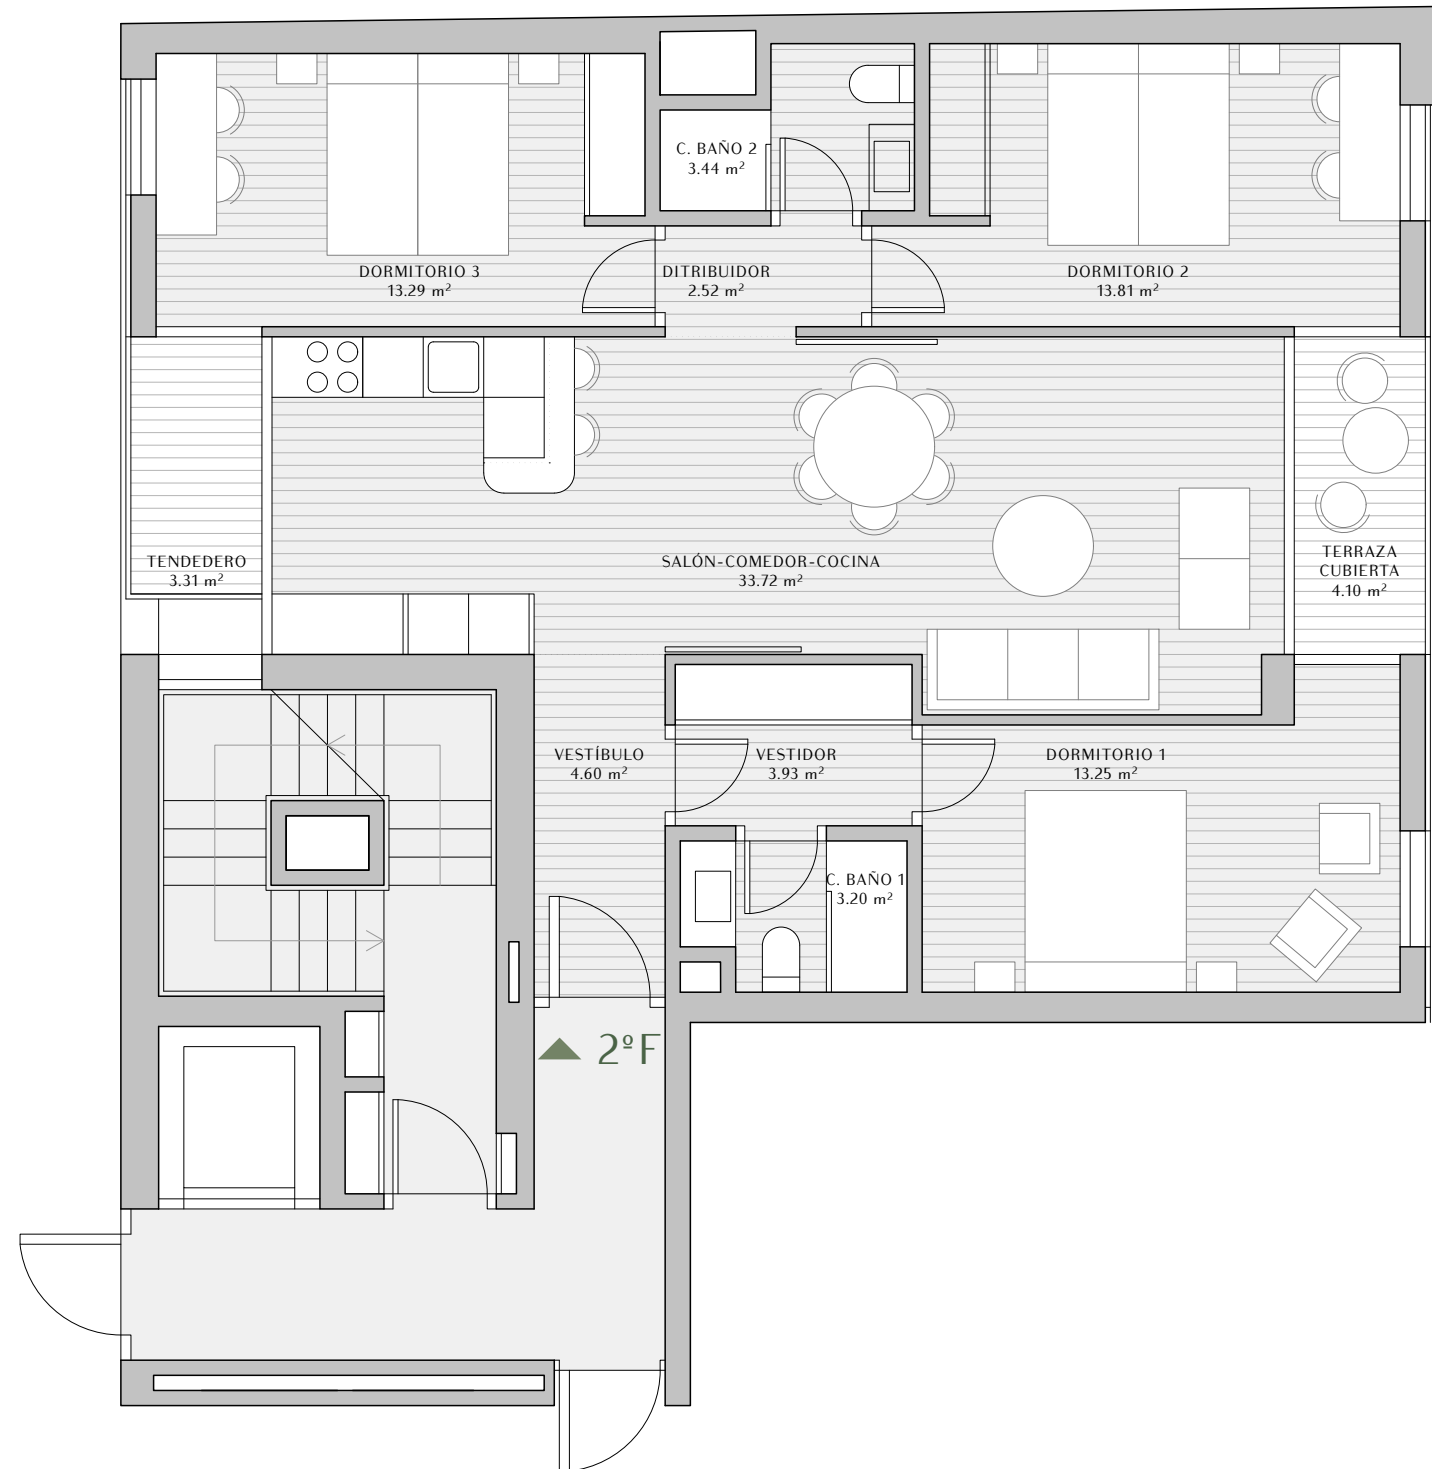 C. BAÑO 2
3.44 m²
DORMITORIO 3
13.29 m²
DITRIBUIDOR
2.52 m²
DORMITORIO 2
13.81 m²
TENDEDERO
3.31 m²
SALÓN-COMEDOR-COCINA
33.72 m²
TERRAZA
CUBIERTA
4.10 m²
VESTÍBULO
4.60 m²
VESTIDOR
3.93 m²
DORMITORIO 1
13.25 m²
C. BAÑO 1
3.20 m²
2ºF